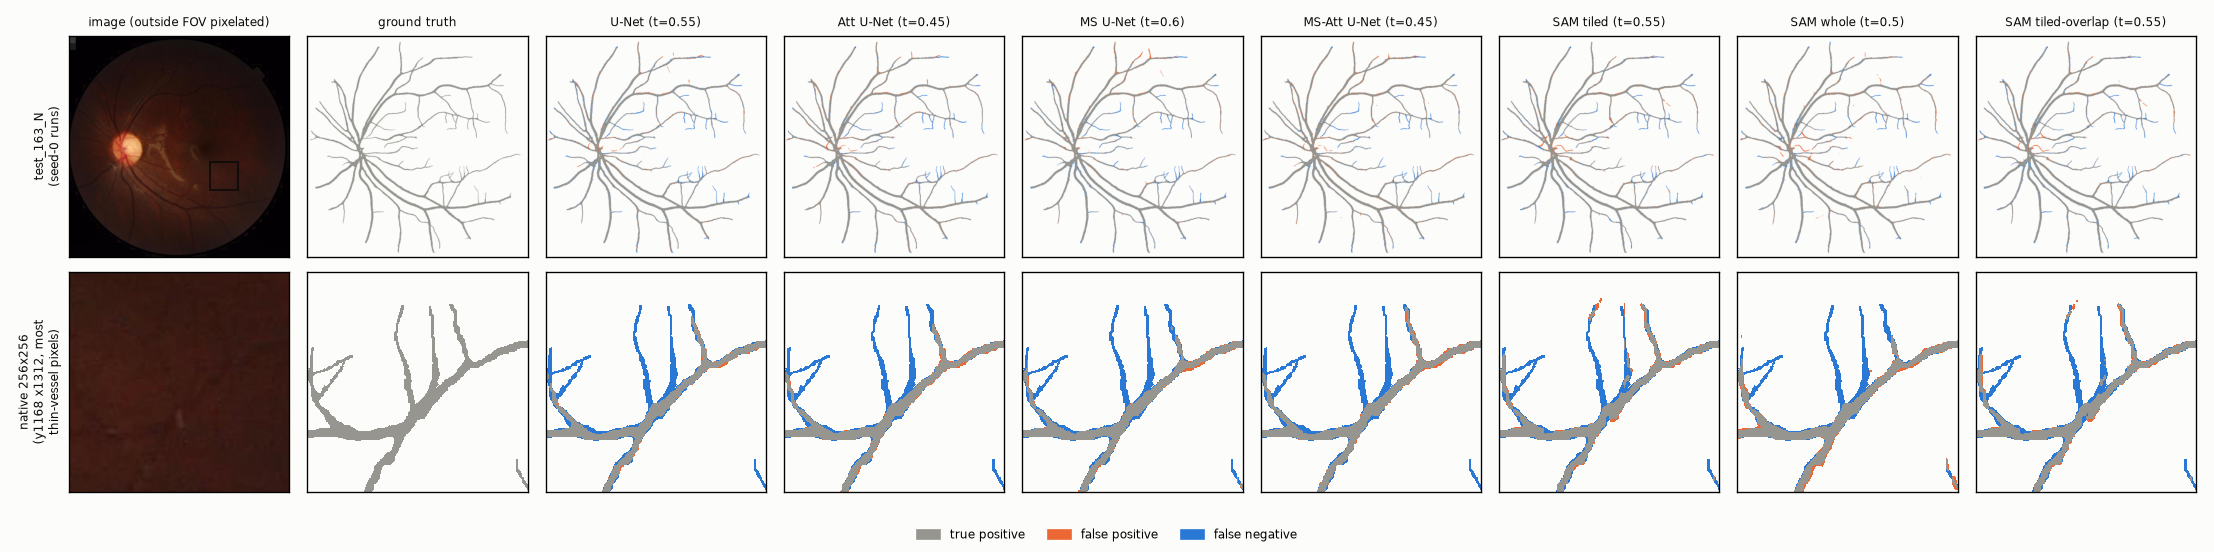 image (outside FOV pixelated)
ground truth
U-Net (t=0.55)
Att U-Net (t=0.45)
MS U-Net (t=0.6)
MS-Att U-Net (t=0.45)
SAM tiled (t=0.55)
SAM whole (t=0.5)
SAM tiled-overlap (t=0.55)
test_163_N
(seed-0 runs)
native 256x256
(y1168 x1312, most
thin-vessel pixels)
true positive
false positive
false negative